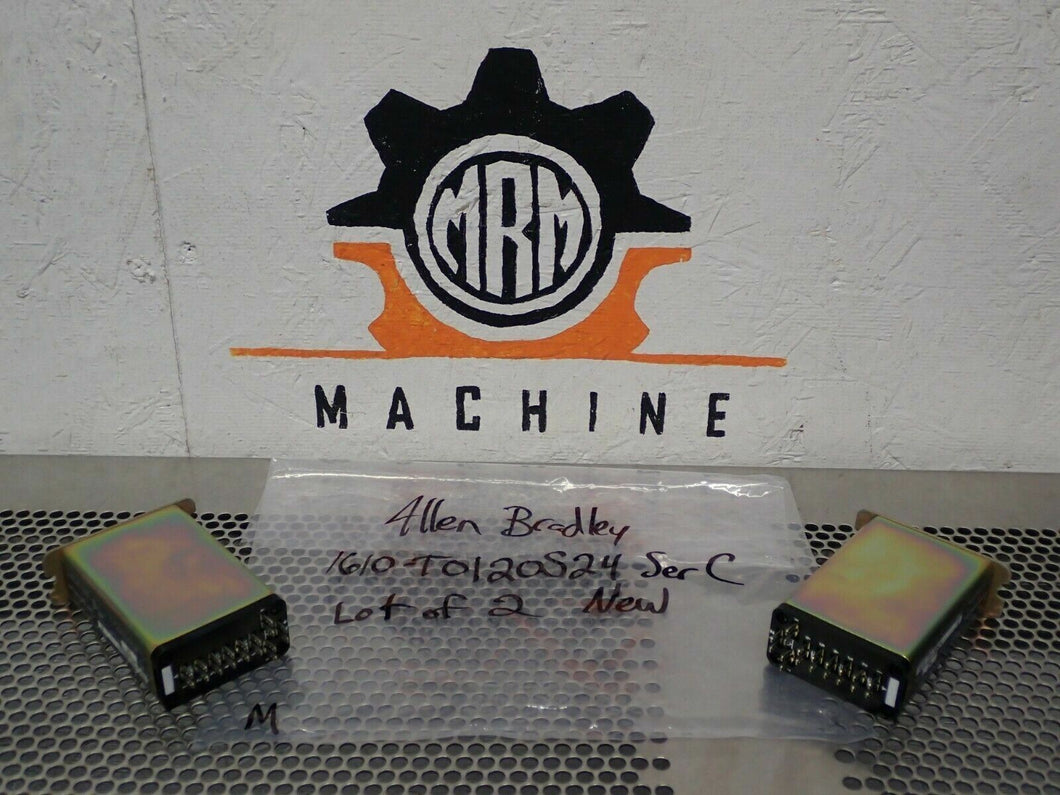 MRM
MACHINE
Allen Bradley
1610-T0120S24 Ser C
Lot of 2 New
M